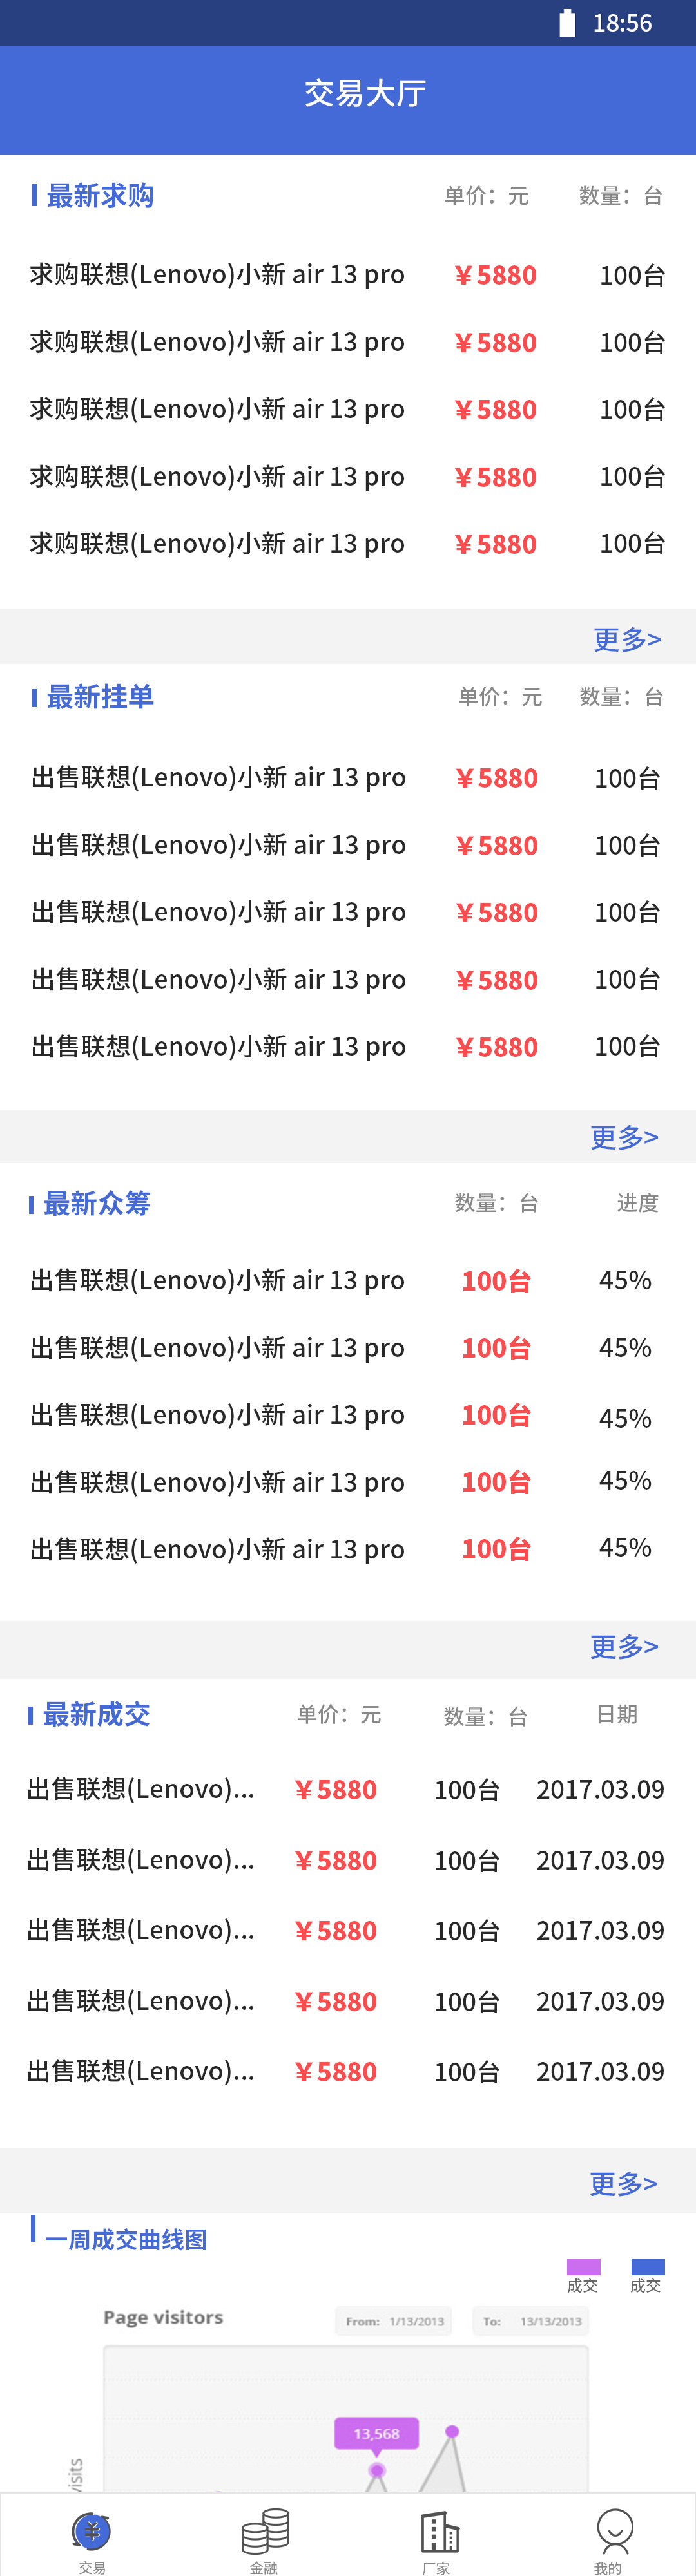 18:56
交易大厅
最新求购 单价：元 数量：台
求购联想(Lenovo)小新 air 13 pro ￥5880 100台
求购联想(Lenovo)小新 air 13 pro ￥5880 100台
求购联想(Lenovo)小新 air 13 pro ￥5880 100台
求购联想(Lenovo)小新 air 13 pro ￥5880 100台
求购联想(Lenovo)小新 air 13 pro ￥5880 100台
更多>
最新挂单 单价：元 数量：台
出售联想(Lenovo)小新 air 13 pro ￥5880 100台
出售联想(Lenovo)小新 air 13 pro ￥5880 100台
出售联想(Lenovo)小新 air 13 pro ￥5880 100台
出售联想(Lenovo)小新 air 13 pro ￥5880 100台
出售联想(Lenovo)小新 air 13 pro ￥5880 100台
更多>
最新众筹 数量：台 进度
出售联想(Lenovo)小新 air 13 pro 100台 45%
出售联想(Lenovo)小新 air 13 pro 100台 45%
出售联想(Lenovo)小新 air 13 pro 100台 45%
出售联想(Lenovo)小新 air 13 pro 100台 45%
出售联想(Lenovo)小新 air 13 pro 100台 45%
更多>
最新成交 单价：元 数量：台 日期
出售联想(Lenovo)... ￥5880 100台 2017.03.09
出售联想(Lenovo)... ￥5880 100台 2017.03.09
出售联想(Lenovo)... ￥5880 100台 2017.03.09
出售联想(Lenovo)... ￥5880 100台 2017.03.09
出售联想(Lenovo)... ￥5880 100台 2017.03.09
更多>
一周成交曲线图
成交 成交
Page visitors From: 1/13/2013 To: 13/13/2013
13,568
交易 金融 厂家 我的